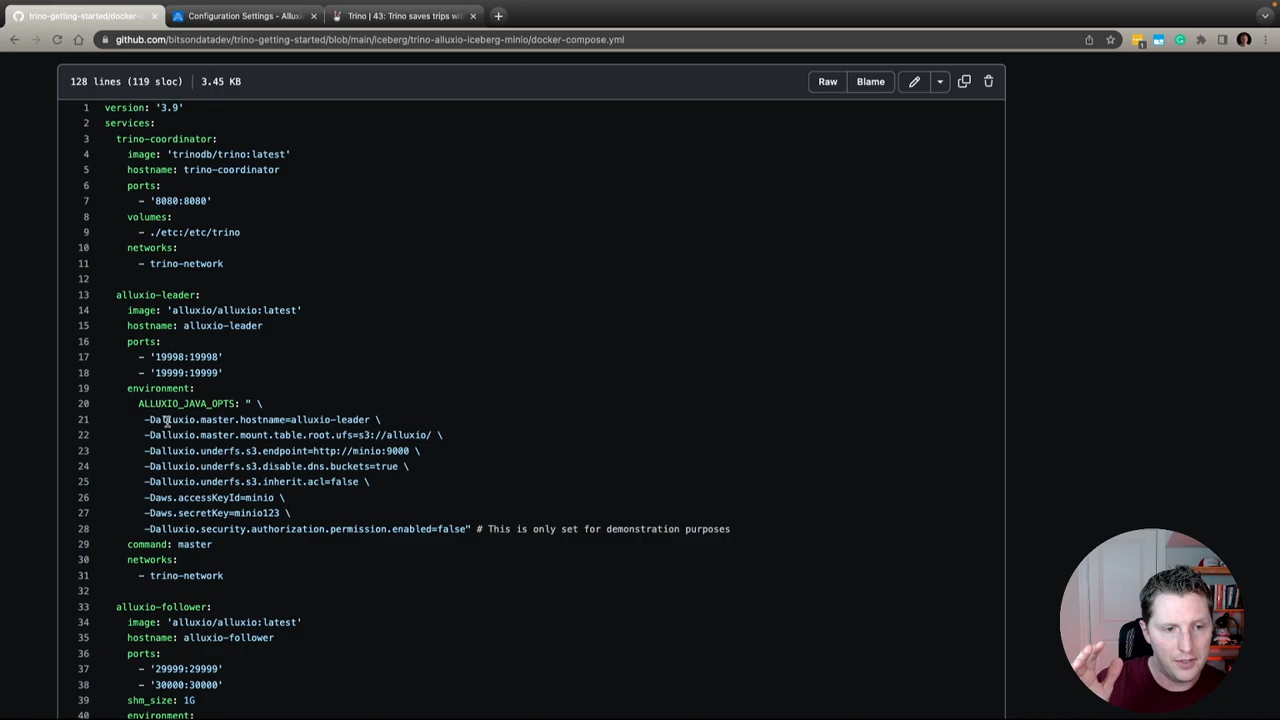 trino-getting-started/docker-
Configuration Settings - Alluxi
Trino | 43: Trino saves trips wi
github.com/bitsondatadev/trino-getting-started/blob/main/iceberg/trino-alluxio-iceberg-minio/docker-compose.yml
128 lines (119 sloc) | 3.45 KB
Raw Blame
1 version: '3.9'
2 services:
3 trino-coordinator:
4 image: 'trinodb/trino:latest'
5 hostname: trino-coordinator
6 ports:
7 - '8080:8080'
8 volumes:
9 - ./etc:/etc/trino
10 networks:
11 - trino-network
12
13 alluxio-leader:
14 image: 'alluxio/alluxio:latest'
15 hostname: alluxio-leader
16 ports:
17 - '19998:19998'
18 - '19999:19999'
19 environment:
20 ALLUXIO_JAVA_OPTS: " \
21 -Dalluxio.master.hostname=alluxio-leader \
22 -Dalluxio.master.mount.table.root.ufs=s3://alluxio/ \
23 -Dalluxio.underfs.s3.endpoint=http://minio:9000 \
24 -Dalluxio.underfs.s3.disable.dns.buckets=true \
25 -Dalluxio.underfs.s3.inherit.acl=false \
26 -Daws.accessKeyId=minio \
27 -Daws.secretKey=minio123 \
28 -Dalluxio.security.authorization.permission.enabled=false" # This is only set for demonstration purposes
29 command: master
30 networks:
31 - trino-network
32
33 alluxio-follower:
34 image: 'alluxio/alluxio:latest'
35 hostname: alluxio-follower
36 ports:
37 - '29999:29999'
38 - '30000:30000'
39 shm_size: 1G
40 environment: